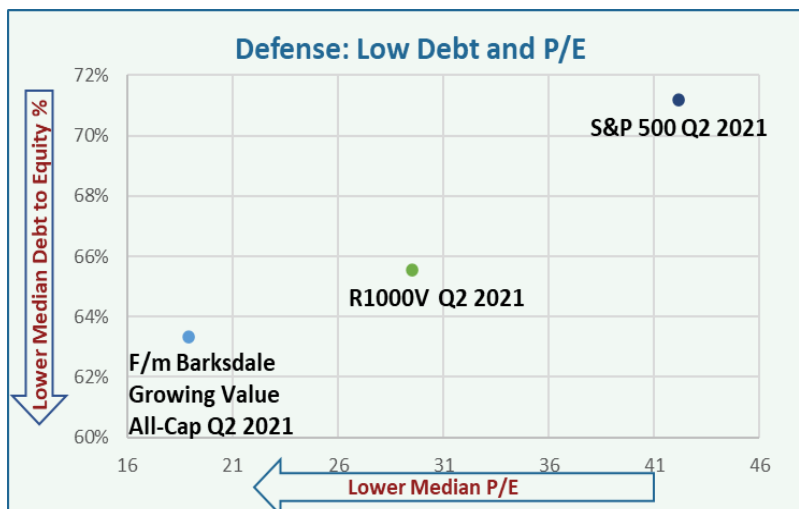 Defense: Low Debt and P/E
Lower Median Debt to Equity %
72%
70%
68%
66%
64%
62%
60%
S&P 500 Q2 2021
R1000V Q2 2021
F/m Barksdale
Growing Value
All-Cap Q2 2021
16
21
26
31
36
41
46
Lower Median P/E